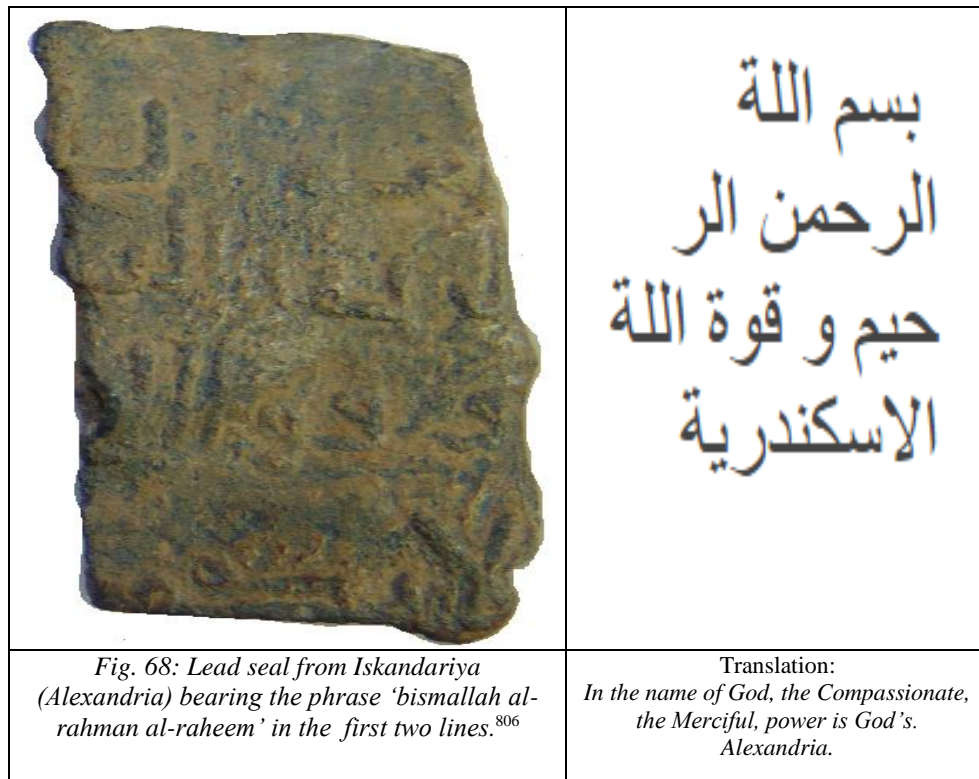 بسم اللة
الرحمن الر
حيم و قوة اللة
الاسكندرية
Fig. 68: Lead seal from Iskandariya
(Alexandria) bearing the phrase ‘bismallah al-
rahman al-raheem’ in the first two lines.806
Translation:
In the name of God, the Compassionate,
the Merciful, power is God’s.
Alexandria.